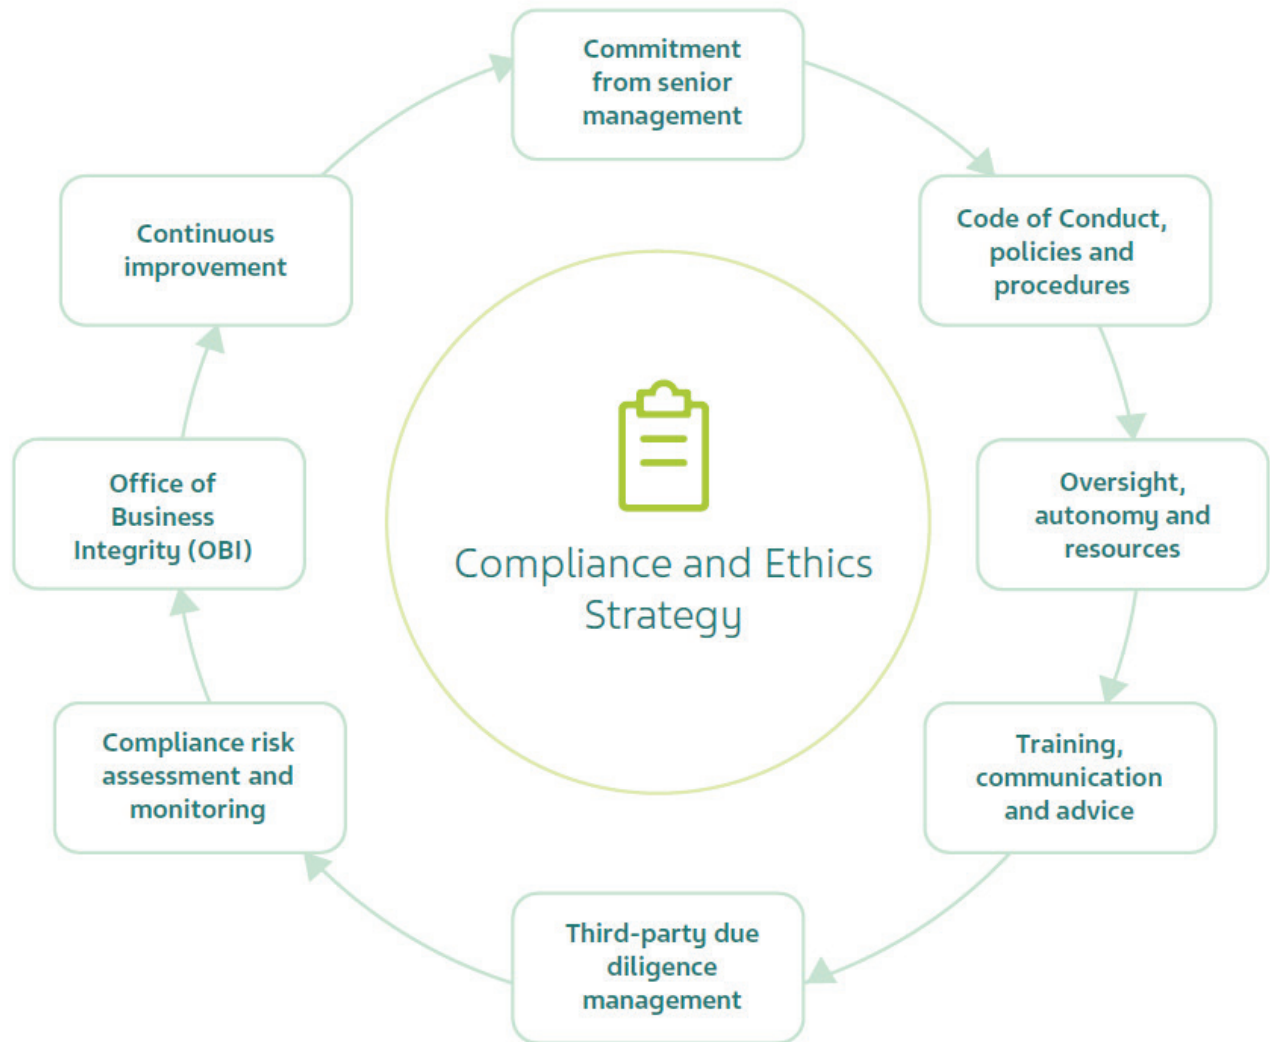 Commitment
from senior
management
Code of Conduct,
policies and
procedures
Oversight,
autonomy and
resources
Training,
communication
and advice
Third-party due
diligence
management
Compliance risk
assessment and
monitoring
Office of
Business
Integrity (OBI)
Continuous
improvement
Compliance and Ethics
Strategy